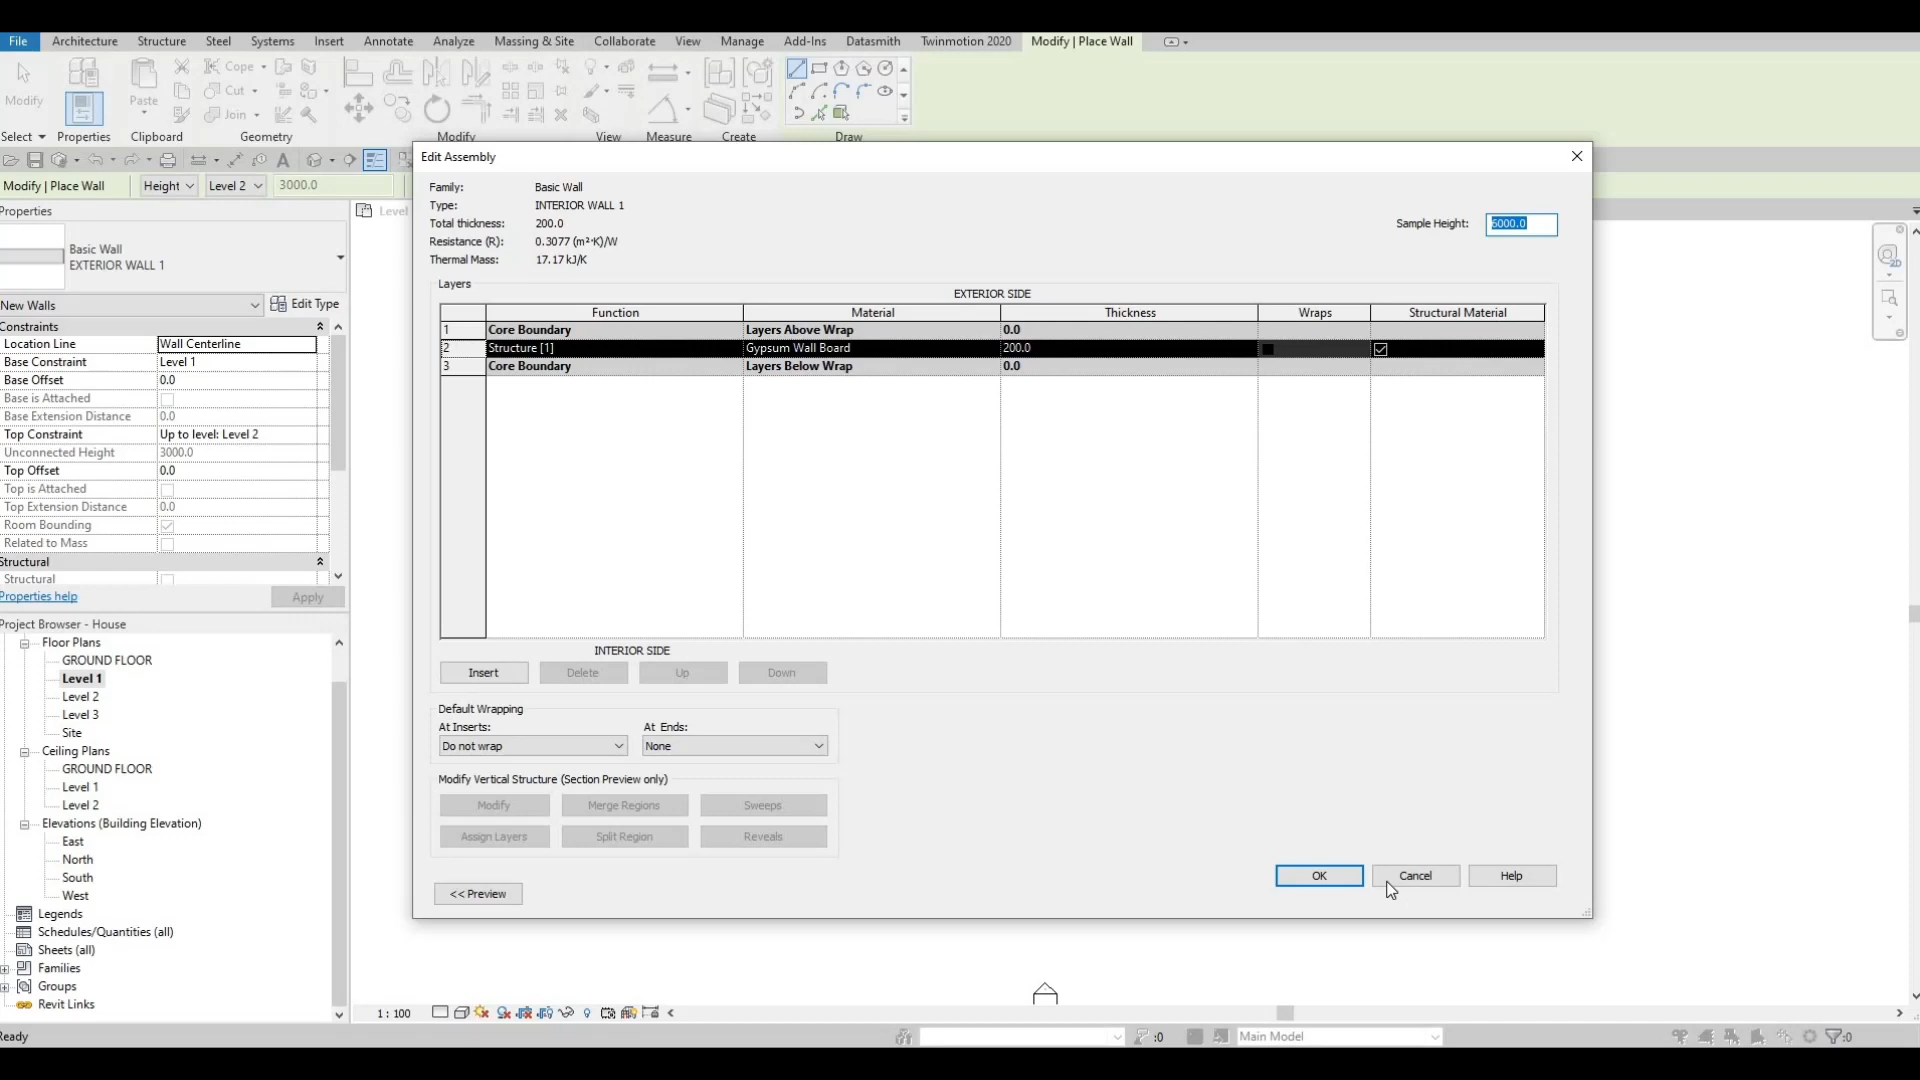 File Architecture Structure Steel Systems Insert Annotate Analyze Massing & Site Collaborate View Manage Add-Ins Datasmith Twinmotion 2020 Modify | Place Wall
Modify Paste Cope Cut Join
Select Properties Clipboard Geometry Modify View Measure Create Draw
Modify | Place Wall Height Level 2 3000.0
Properties
Level
Basic Wall
EXTERIOR WALL 1
New Walls Edit Type
Constraints
Location Line Wall Centerline
Base Constraint Level 1
Base Offset 0.0
Base is Attached
Base Extension Distance 0.0
Top Constraint Up to level: Level 2
Unconnected Height 3000.0
Top Offset 0.0
Top is Attached
Top Extension Distance 0.0
Room Bounding
Related to Mass
Structural
Structural
Properties help Apply
Project Browser - House
Floor Plans
GROUND FLOOR
Level 1
Level 2
Level 3
Site
Ceiling Plans
GROUND FLOOR
Level 1
Level 2
Elevations (Building Elevation)
East
North
South
West
Legends
Schedules/Quantities (all)
Sheets (all)
Families
Groups
Revit Links
Edit Assembly
Family: Basic Wall
Type: INTERIOR WALL 1
Total thickness: 200.0
Resistance (R): 0.3077 (m²·K)/W
Thermal Mass: 17.17 kJ/K
Sample Height: 6000.0
Layers
EXTERIOR SIDE
Function Material Thickness Wraps Structural Material
1 Core Boundary Layers Above Wrap 0.0
2 Structure [1] Gypsum Wall Board 200.0
3 Core Boundary Layers Below Wrap 0.0
INTERIOR SIDE
Insert Delete Up Down
Default Wrapping
At Inserts: At Ends:
Do not wrap None
Modify Vertical Structure (Section Preview only)
Modify Merge Regions Sweeps
Assign Layers Split Region Reveals
<< Preview OK Cancel Help
1 : 100
Ready :0 Main Model :0